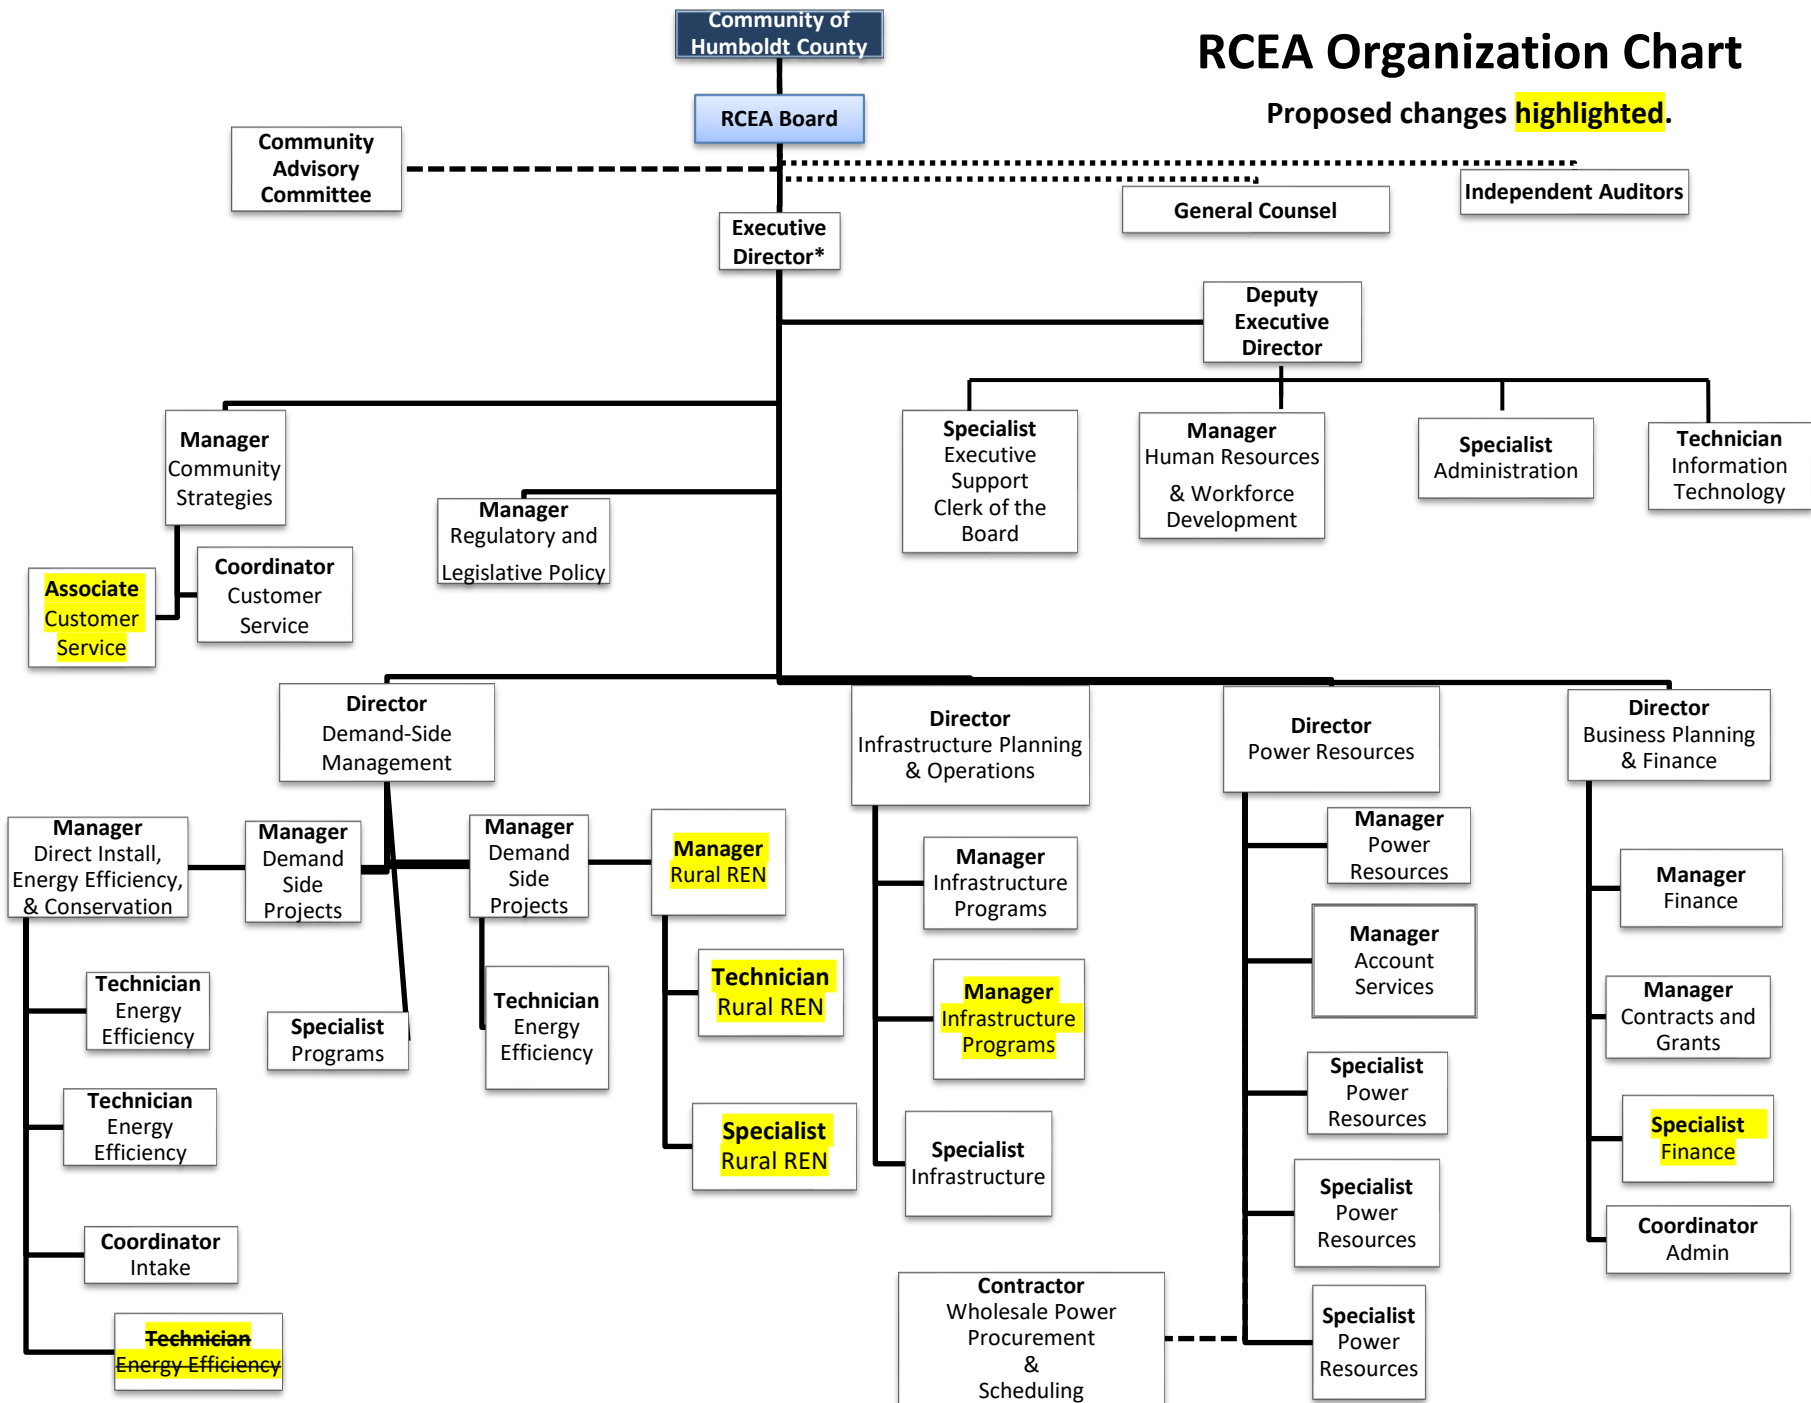 Community of
Humboldt County
RCEA Organization Chart
Proposed changes highlighted.
RCEA Board
Community
Advisory
Committee
Independent Auditors
General Counsel
Executive
Director*
Deputy
Executive
Director
Manager
Community
Strategies
Manager
Regulatory and
Legislative Policy
Specialist
Executive
Support
Clerk of the
Board
Manager
Human Resources
& Workforce
Development
Specialist
Administration
Technician
Information
Technology
Associate
Customer
Service
Coordinator
Customer
Service
Director
Demand-Side
Management
Director
Infrastructure Planning
& Operations
Director
Power Resources
Director
Business Planning
& Finance
Manager
Direct Install,
Energy Efficiency,
& Conservation
Manager
Demand
Side
Projects
Manager
Demand
Side
Projects
Manager
Rural REN
Manager
Infrastructure
Programs
Manager
Power
Resources
Manager
Finance
Technician
Energy
Efficiency
Specialist
Programs
Technician
Energy
Efficiency
Technician
Rural REN
Manager
Infrastructure
Programs
Manager
Account
Services
Manager
Contracts and
Grants
Technician
Energy
Efficiency
Specialist
Rural REN
Specialist
Infrastructure
Specialist
Power
Resources
Specialist
Finance
Coordinator
Intake
Specialist
Power
Resources
Coordinator
Admin
Technician
Energy Efficiency
Contractor
Wholesale Power
Procurement
&
Scheduling
Specialist
Power
Resources